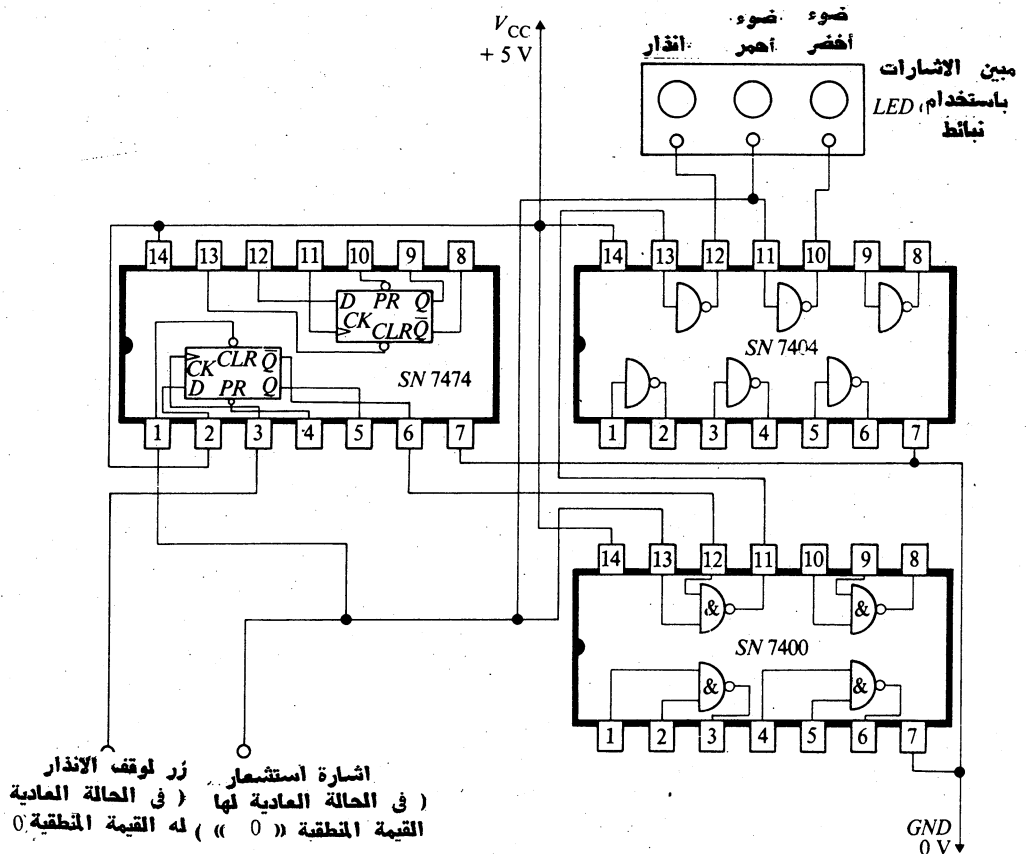 V_CC
+ 5 V
انذار
ضوء
أحمر
ضوء
أخضر
مبين الاشارات
باستخدام LED،
نبائط
14 13 12 11 10 9 8
D PR Q
CK CLR Q̅
CK CLR Q̅
D PR Q
SN 7474
1 2 3 4 5 6 7
14 13 12 11 10 9 8
SN 7404
1 2 3 4 5 6 7
14 13 12 11 10 9 8
& &
SN 7400
& &
1 2 3 4 5 6 7
زر لوقف الانذار
( فى الحالة العادية
له القيمة المنطقية 0
اشارة استشعار
( فى الحالة العادية لها
القيمة المنطقية « 0 » )
GND
0 V